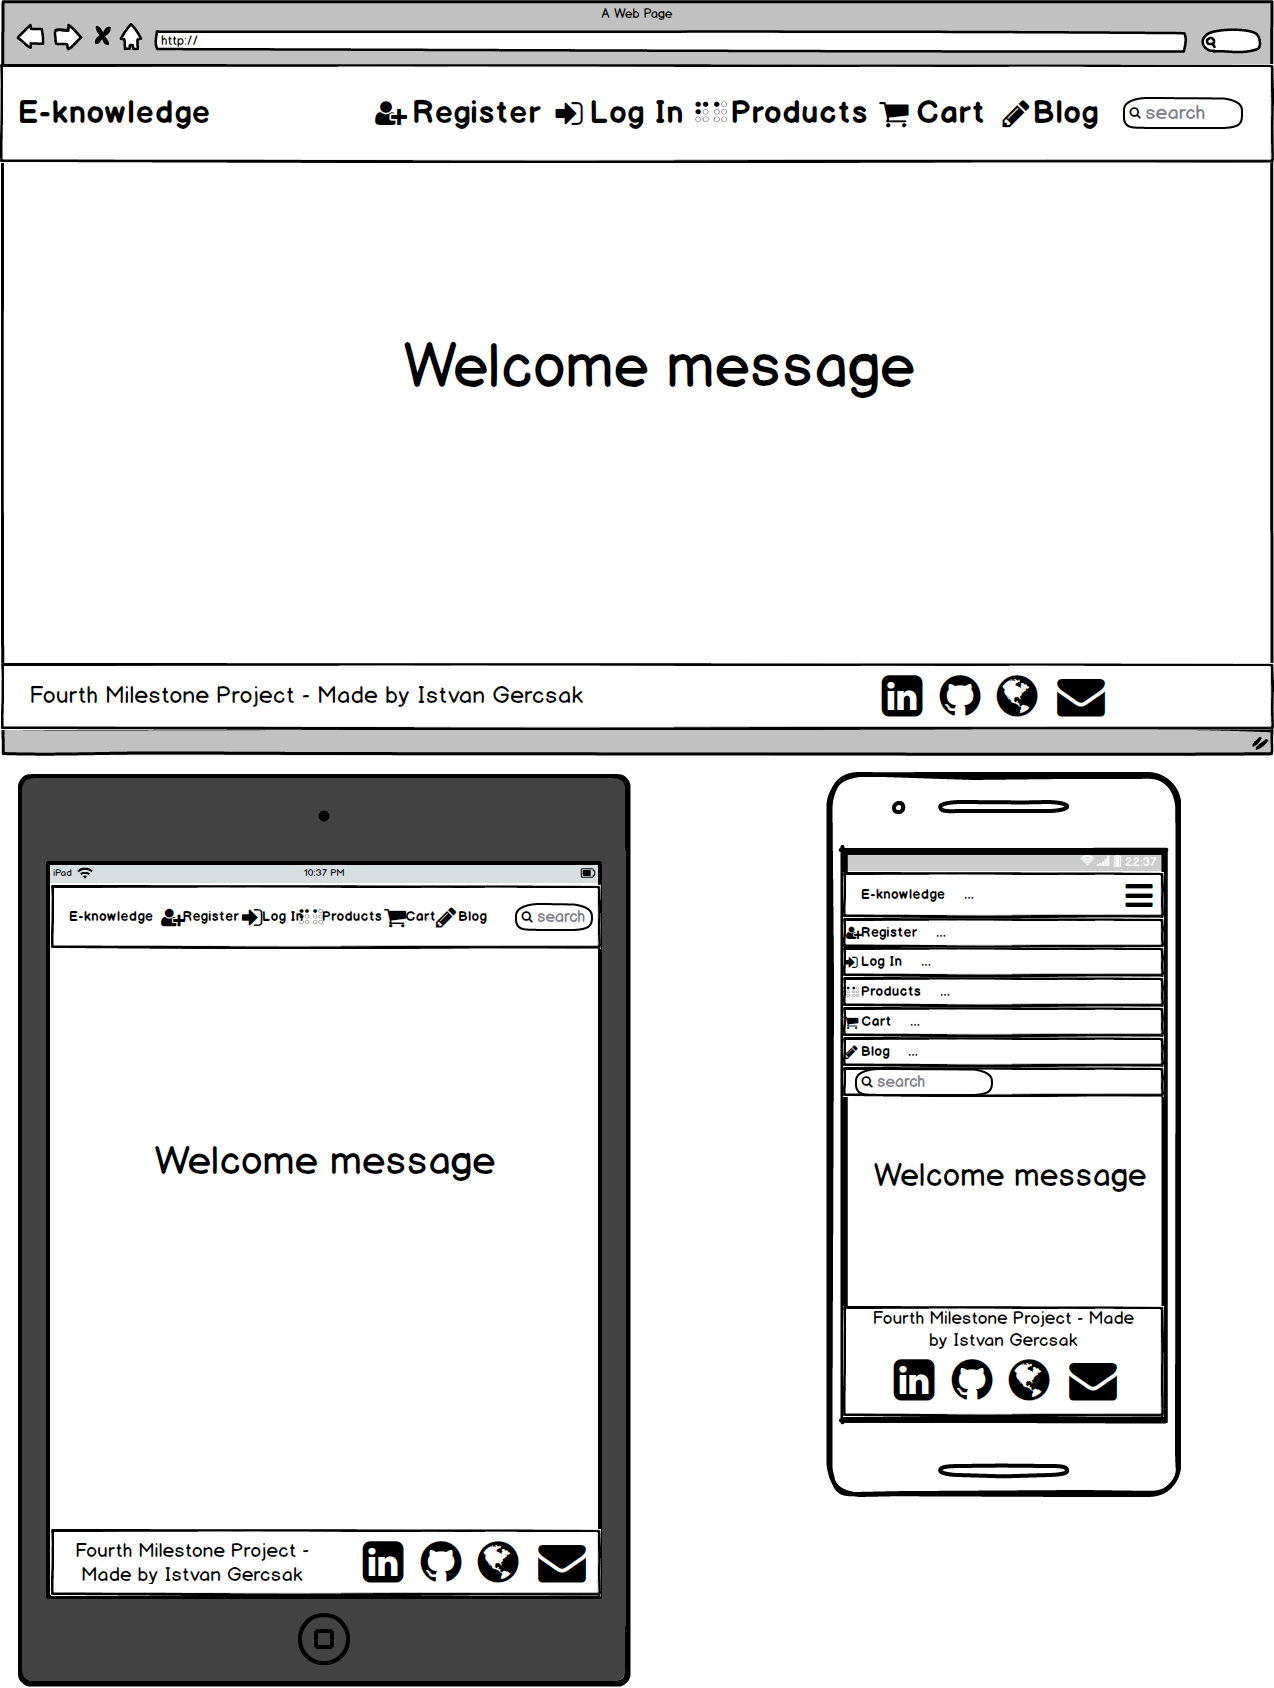 A Web Page
http://
E-knowledge Register Log In Products Cart Blog search
Welcome message
Fourth Milestone Project - Made by Istvan Gercsak
in
iPad 10:37 PM
E-knowledge Register Log In Products Cart Blog search
Welcome message
Fourth Milestone Project -
Made by Istvan Gercsak
in
22:37
E-knowledge ...
Register ...
Log In ...
Products ...
Cart ...
Blog ...
search
Welcome message
Fourth Milestone Project - Made
by Istvan Gercsak
in